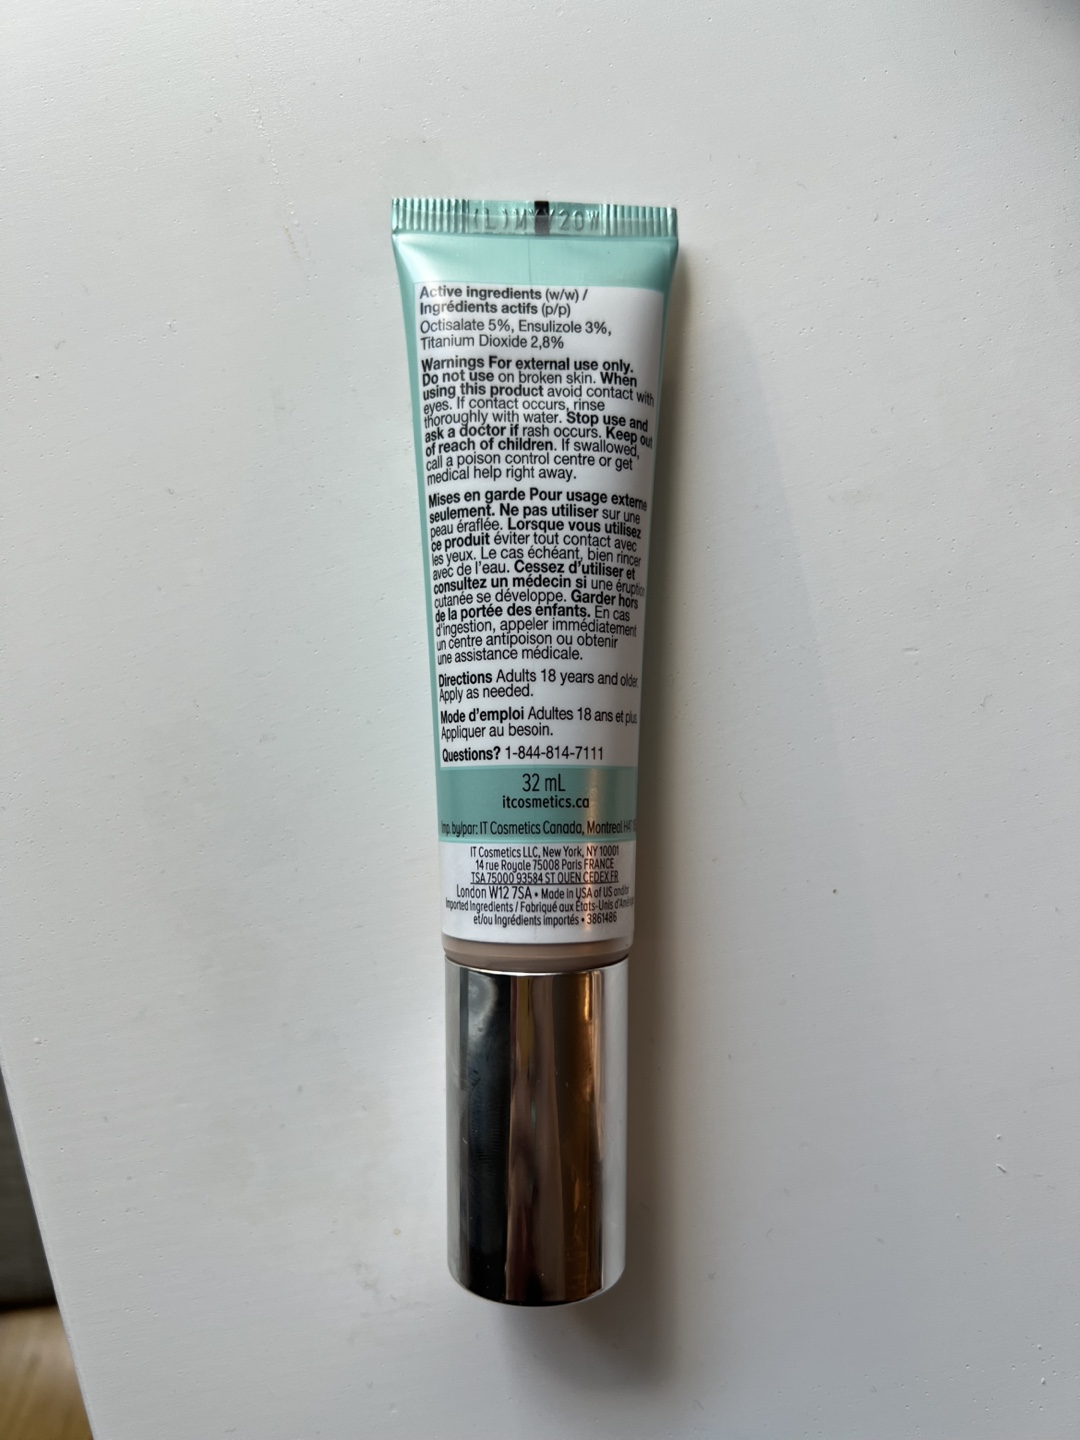 Active ingredients (w/w) /
Ingrédients actifs (p/p)
Octisalate 5%, Ensulizole 3%,
Titanium Dioxide 2,8%
Warnings For external use only.
Do not use on broken skin. When
using this product avoid contact with
eyes. If contact occurs, rinse
thoroughly with water. Stop use and
ask a doctor if rash occurs. Keep out
of reach of children. If swallowed,
call a poison control centre or get
medical help right away.
Mises en garde Pour usage externe
seulement. Ne pas utiliser sur une
peau éraflée. Lorsque vous utilisez
ce produit éviter tout contact avec
les yeux. Le cas échéant, bien rincer
avec de l'eau. Cessez d'utiliser et
consultez un médecin si une éruption
cutanée se développe. Garder hors
de la portée des enfants. En cas
d'ingestion, appeler immédiatement
un centre antipoison ou obtenir
une assistance médicale.
Directions Adults 18 years and older.
Apply as needed.
Mode d'emploi Adultes 18 ans et plus
Appliquer au besoin.
Questions? 1-844-814-7111
32 mL
itcosmetics.ca
Imp. by/par: IT Cosmetics Canada, Montreal
IT Cosmetics LLC, New York, NY 10001
14 rue Royale 75008 Paris FRANCE
TSA 75000 93584 ST OUEN CEDEX FR
London W12 7SA • Made in USA of US and/or
Imported Ingredients / Fabriqué aux États-Unis
et/ou Ingrédients importés • 3861486